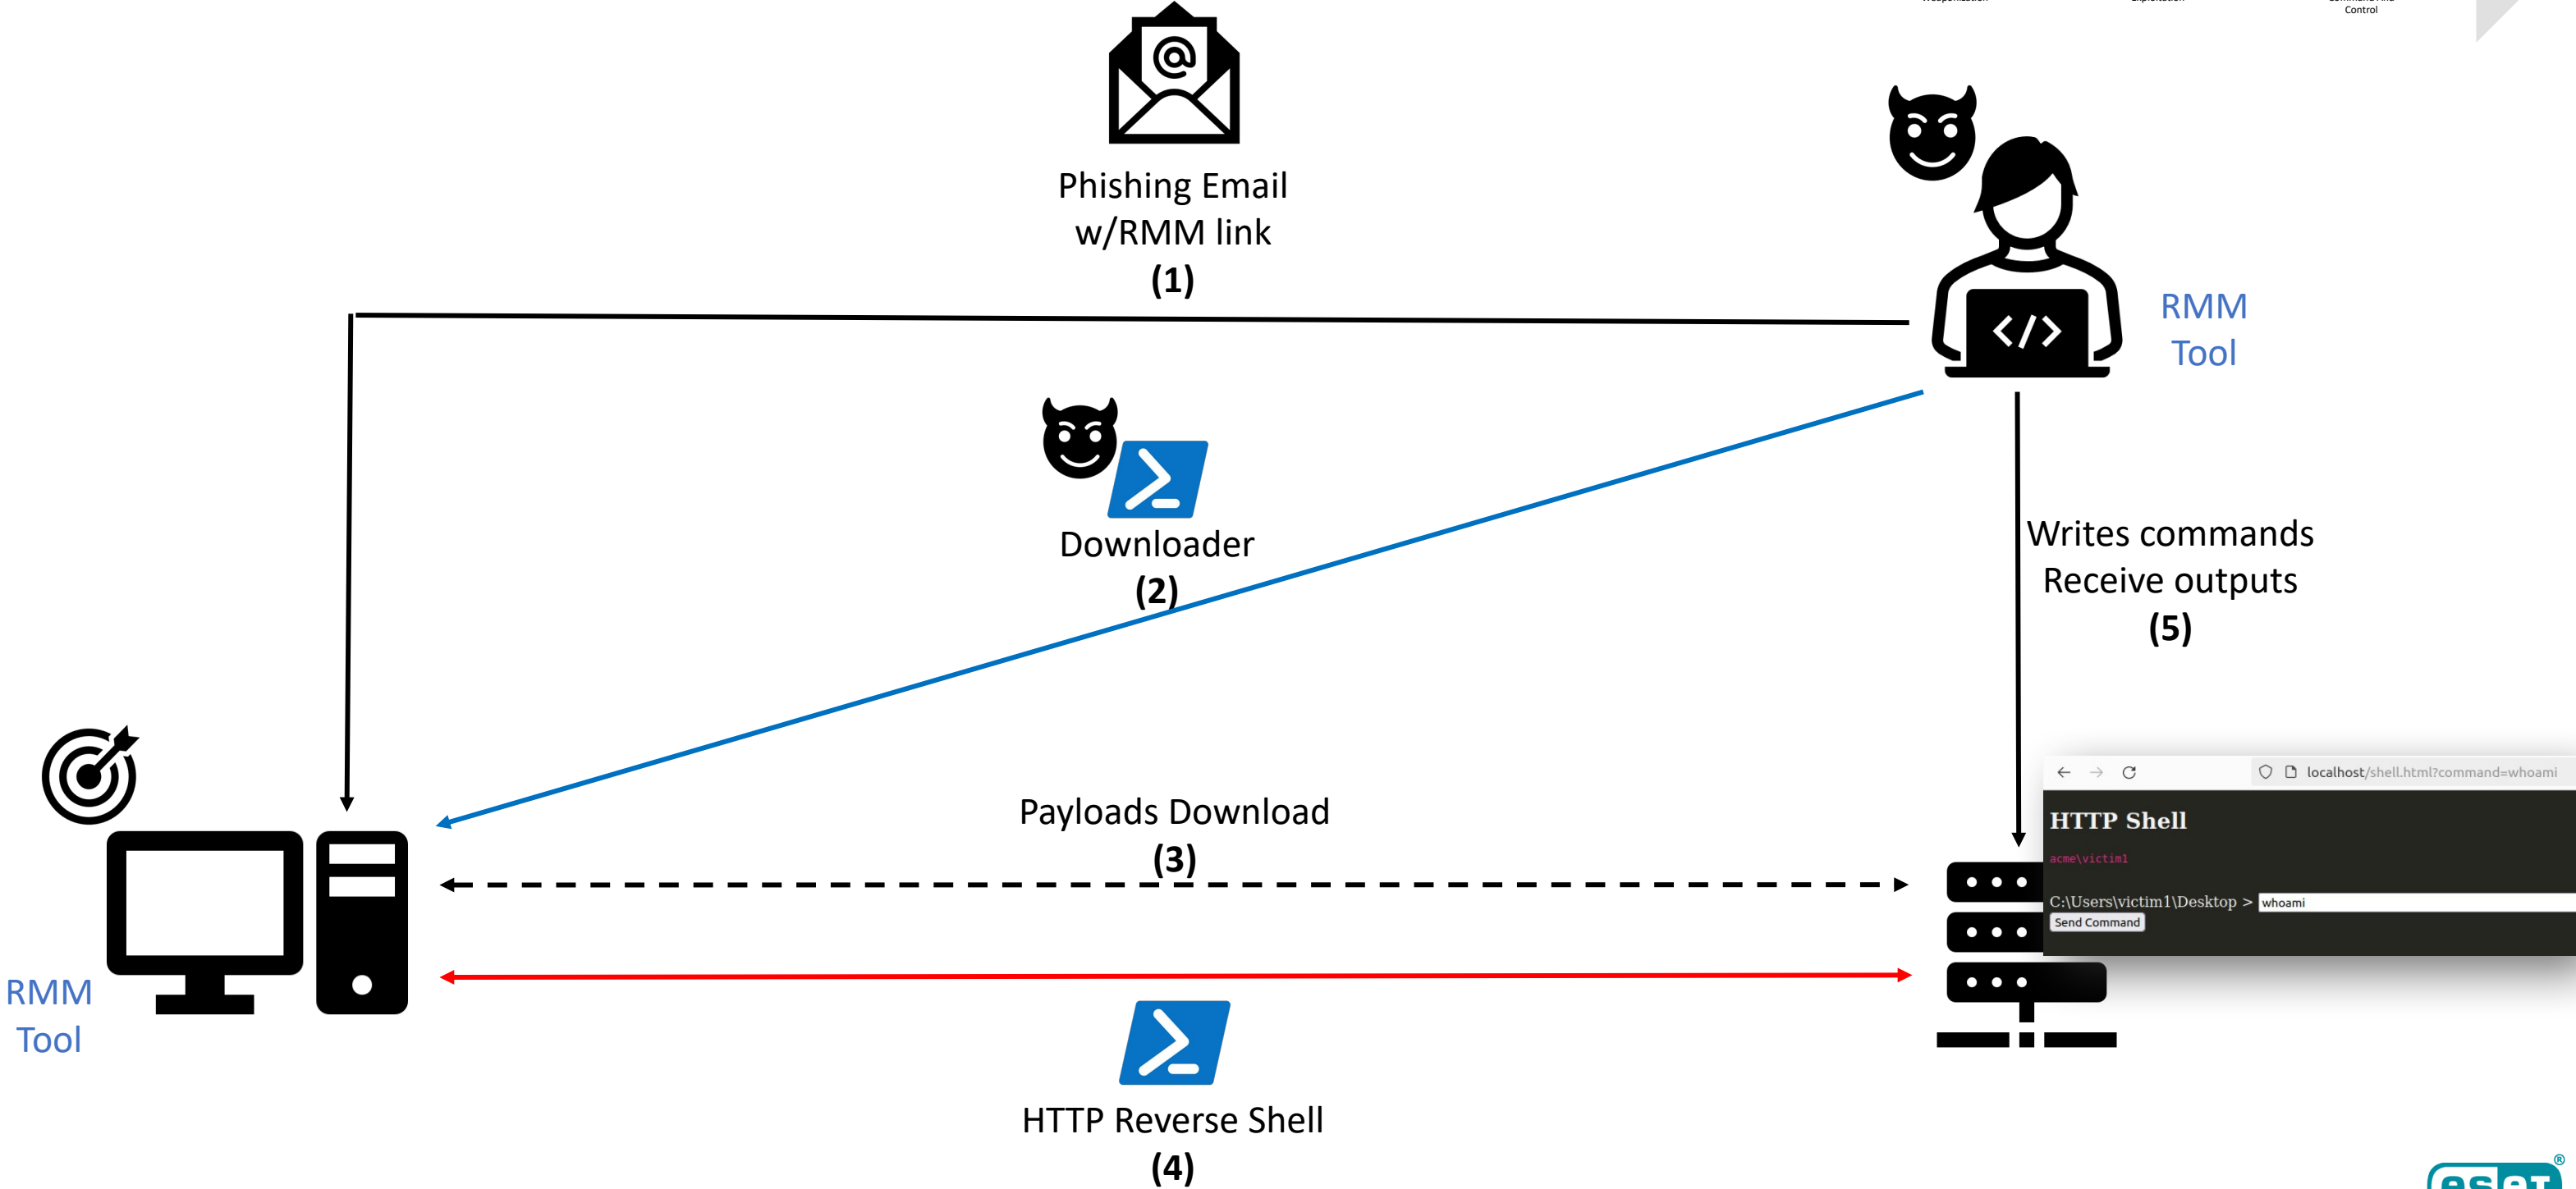 Control
Phishing Email
w/RMM link
(1)
RMM
Tool
Downloader
(2)
Writes commands
Receive outputs
(5)
Payloads Download
(3)
localhost/shell.html?command=whoami
HTTP Shell
acme\victim1
C:\Users\victim1\Desktop > whoami
Send Command
RMM
Tool
HTTP Reverse Shell
(4)
eset®